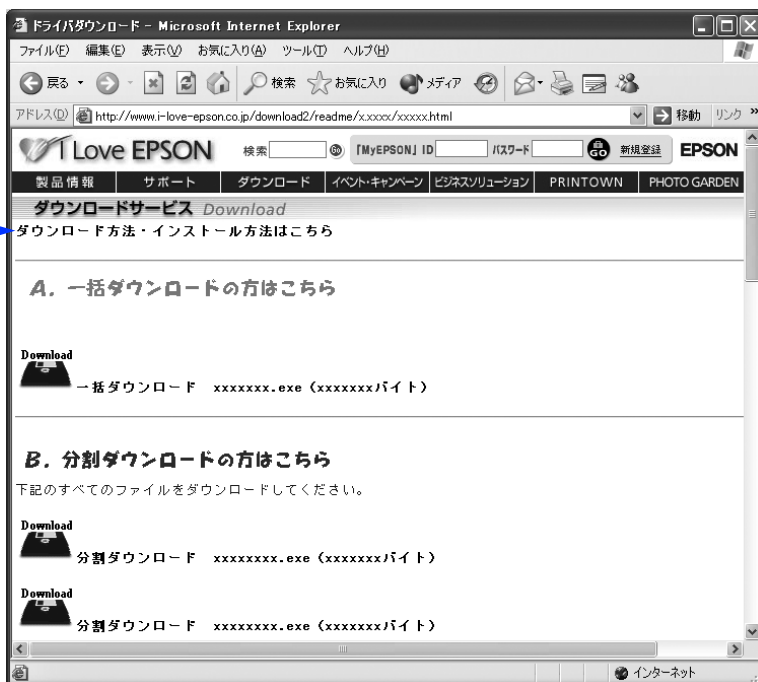 ドライバダウンロード - Microsoft Internet Explorer
ファイル(F) 編集(E) 表示(V) お気に入り(A) ツール(T) ヘルプ(H)
戻る 検索 お気に入り メディア
アドレス(D) http://www.i-love-epson.co.jp/download2/readme/x.xxxx/xxxxx.html 移動 リンク »
I Love EPSON 検索 GO 「MyEPSON」 ID パスワード GO 新規登録 EPSON
製品情報 サポート ダウンロード イベント・キャンペーン ビジネスソリューション PRINTOWN PHOTO GARDEN
ダウンロードサービス Download
ダウンロード方法・インストール方法はこちら
A. 一括ダウンロードの方はこちら
Download
一括ダウンロード xxxxxxx.exe (xxxxxxxバイト)
B. 分割ダウンロードの方はこちら
下記のすべてのファイルをダウンロードしてください。
Download
分割ダウンロード xxxxxxxx.exe (xxxxxxxバイト)
Download
分割ダウンロード xxxxxxxx.exe (xxxxxxxバイト)
インターネット